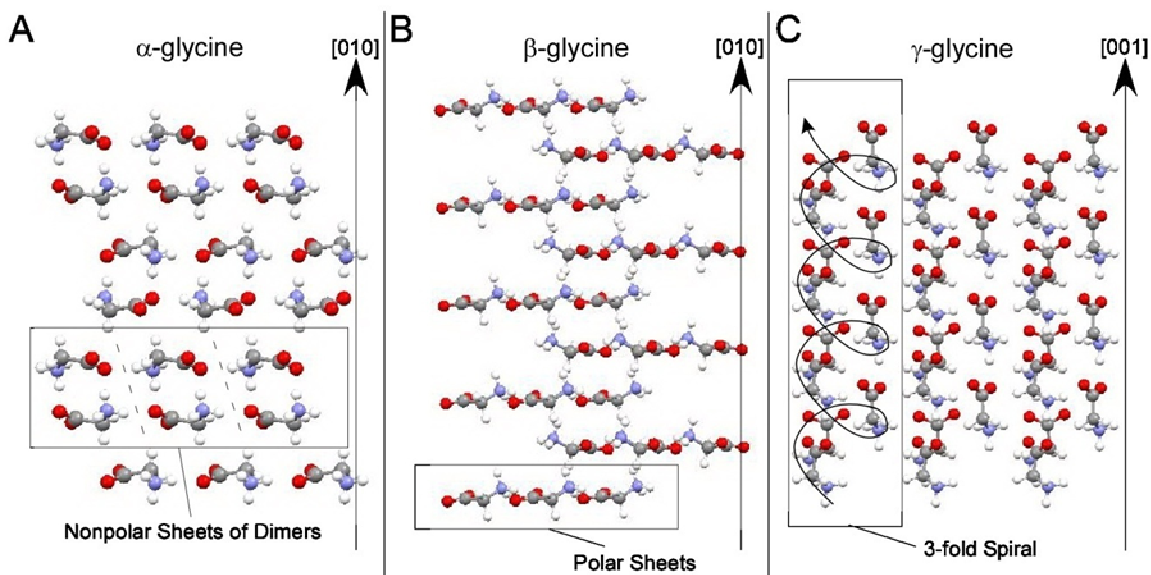 A
α-glycine
[010]
Nonpolar Sheets of Dimers
B
β-glycine
[010]
Polar Sheets
C
γ-glycine
[001]
3-fold Spiral